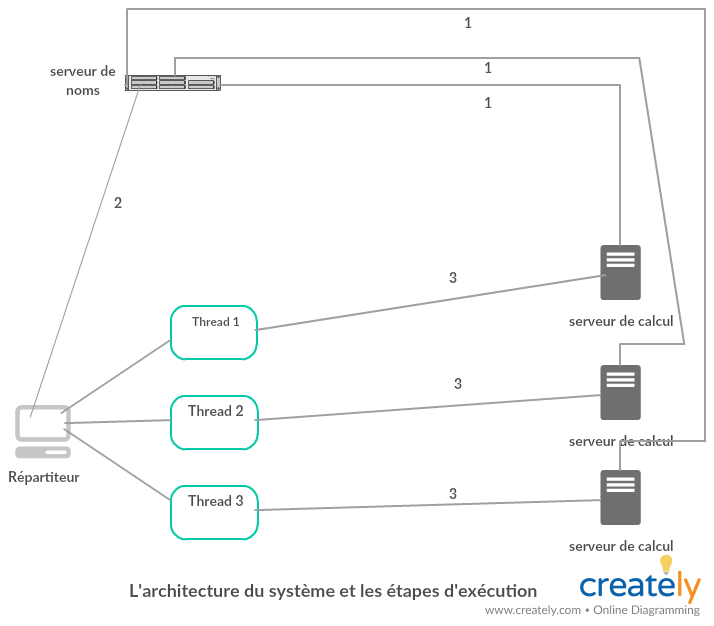 1
serveur de
noms
1
1
2
3
Thread 1
serveur de calcul
3
Thread 2
serveur de calcul
Répartiteur
3
Thread 3
serveur de calcul
L'architecture du système et les étapes d'exécution
creately
www.creately.com • Online Diagramming